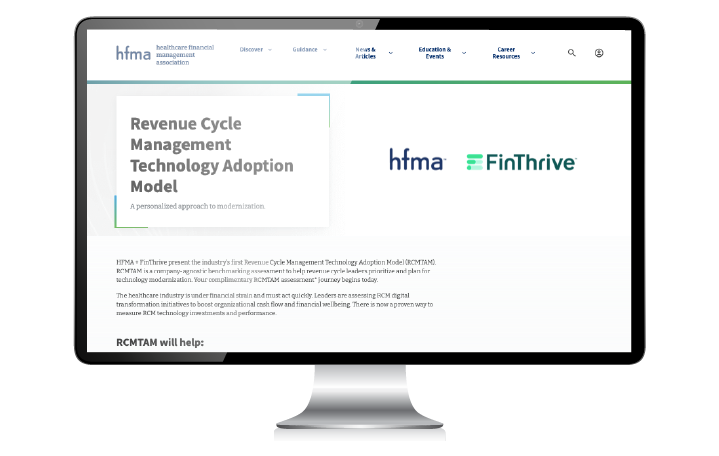 hfma healthcare financial
management
association
Discover
Guidance
News &
Articles
Education &
Events
Career
Resources
Revenue Cycle
Management
Technology Adoption
Model
A personalized approach to modernization.
hfma FinThrive
HFMA + FinThrive present the industry's first Revenue Cycle Management Technology Adoption Model (RCMTAM).
RCMTAM is a company-agnostic benchmarking assessment to help revenue cycle leaders prioritize and plan for
technology modernization. Your complimentary RCMTAM assessment* journey begins today.
The healthcare industry is under financial strain and must act quickly. Leaders are assessing RCM digital
transformation initiatives to boost organizational cash flow and financial wellbeing. There is now a proven way to
measure RCM technology investments and performance.
RCMTAM will help: